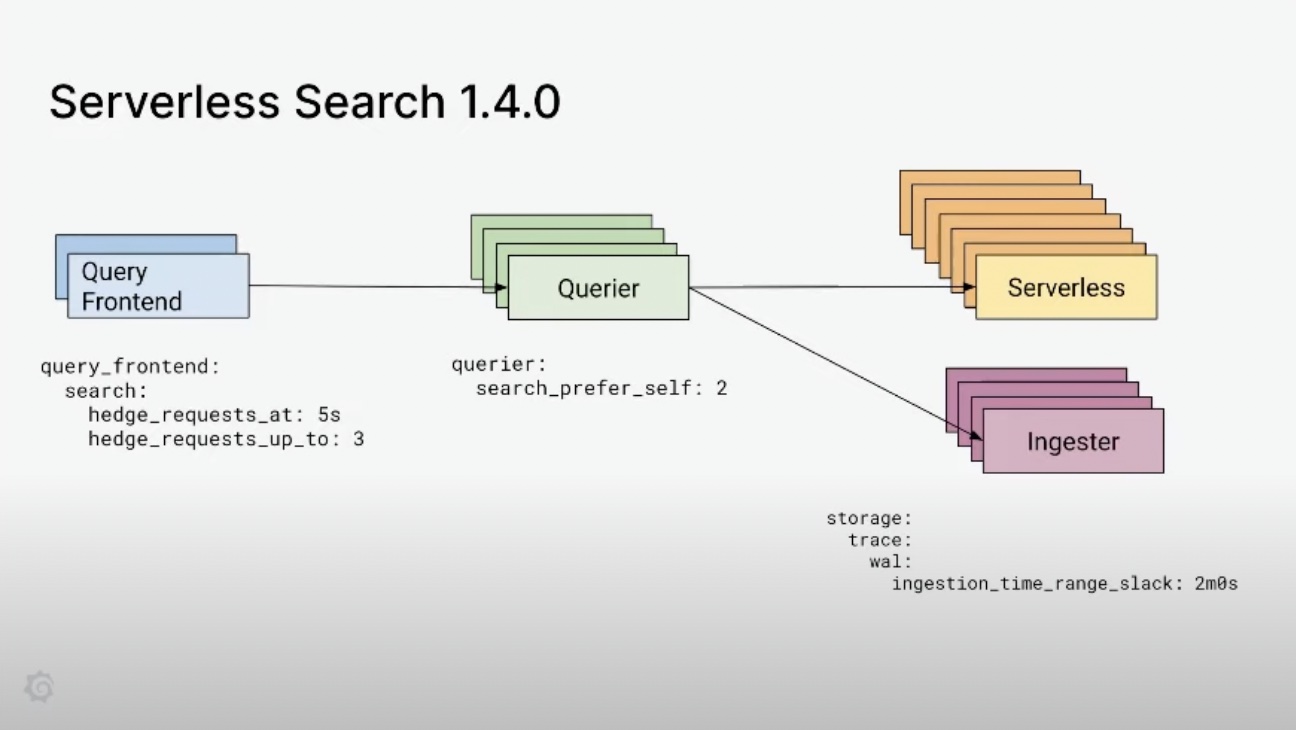 Serverless Search 1.4.0
Query
Frontend
Querier
Serverless
Ingester
query_frontend:
  search:
    hedge_requests_at: 5s
    hedge_requests_up_to: 3
querier:
  search_prefer_self: 2
storage:
  trace:
    wal:
      ingestion_time_range_slack: 2m0s